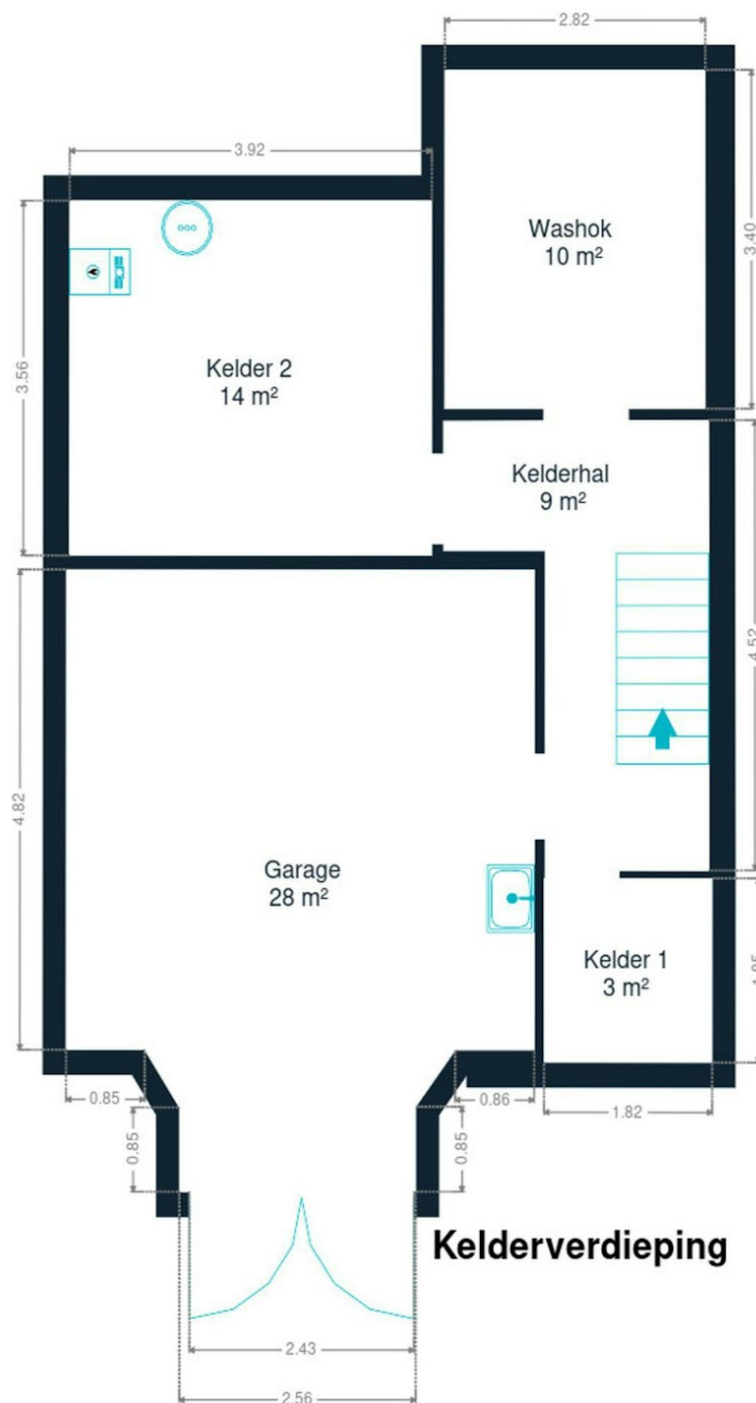 2.82
3.92
3.40
Washok
10 m²
3.56
Kelder 2
14 m²
Kelderhal
9 m²
4.52
4.82
Garage
28 m²
Kelder 1
3 m²
0.85
0.86
1.82
0.85
0.85
Kelderverdieping
2.43
2.56